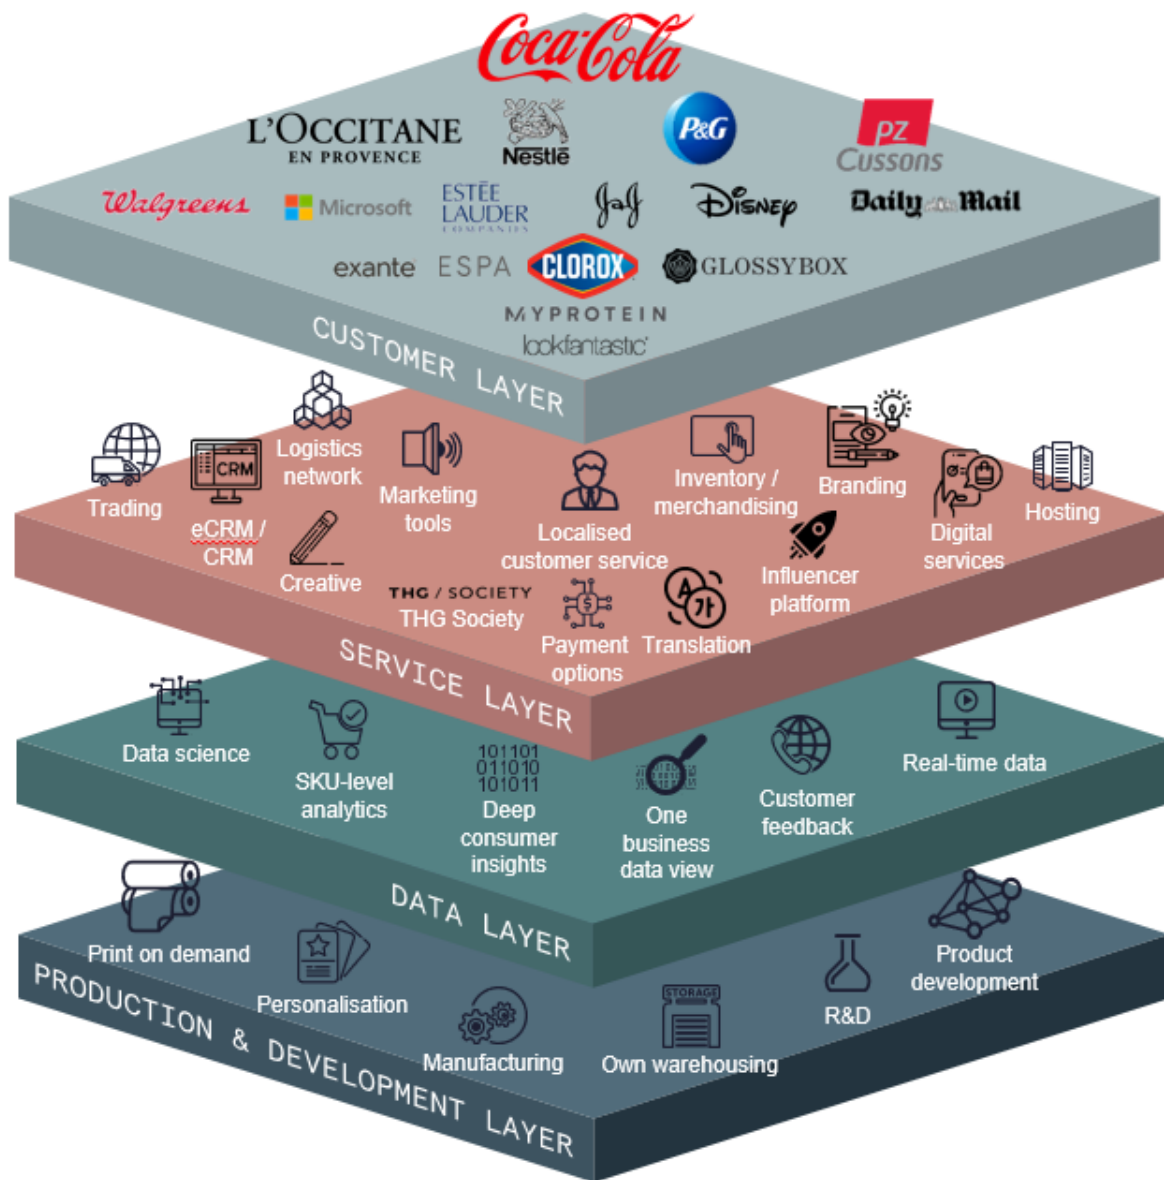 Coca-Cola
L'OCCITANE
EN PROVENCE
Nestlē
P&G
PZ
Cussons
Walgreens
Microsoft
ESTĒE
LAUDER
COMPANIES
J&J
Disney
Daily Mail
exante
ESPA
CLOROX
GLOSSYBOX
MYPROTEIN
lookfantastic
CUSTOMER LAYER
Trading
CRM
eCRM /
CRM
Logistics
network
Creative
Marketing
tools
THG / SOCIETY
THG Society
Localised
customer service
$
Payment
options
Inventory /
merchandising
A
가
Translation
Branding
Influencer
platform
Digital
services
Hosting
SERVICE LAYER
Data science
SKU-level
analytics
101101
011010
101011
Deep
consumer
insights
One
business
data view
Customer
feedback
Real-time data
DATA LAYER
Print on demand
Personalisation
Manufacturing
STORAGE
Own warehousing
R&D
Product
development
PRODUCTION & DEVELOPMENT LAYER